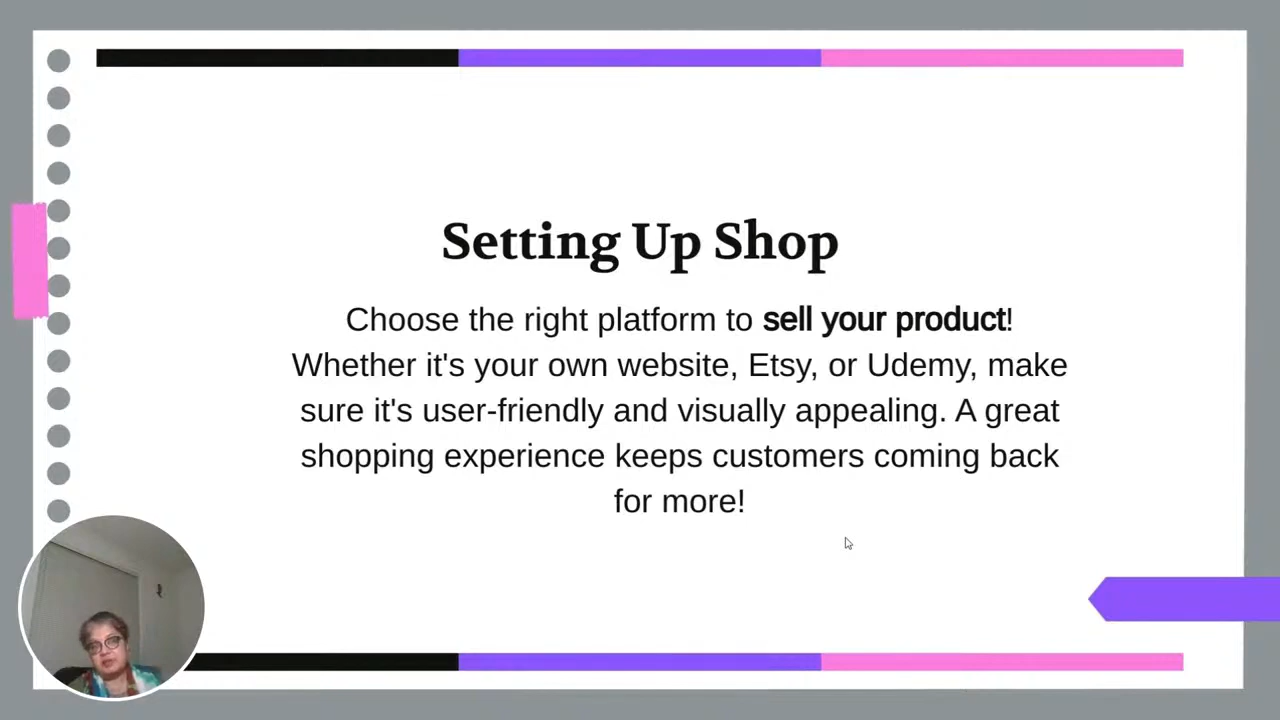 Setting Up Shop
Choose the right platform to sell your product!
Whether it's your own website, Etsy, or Udemy, make
sure it's user-friendly and visually appealing. A great
shopping experience keeps customers coming back
for more!